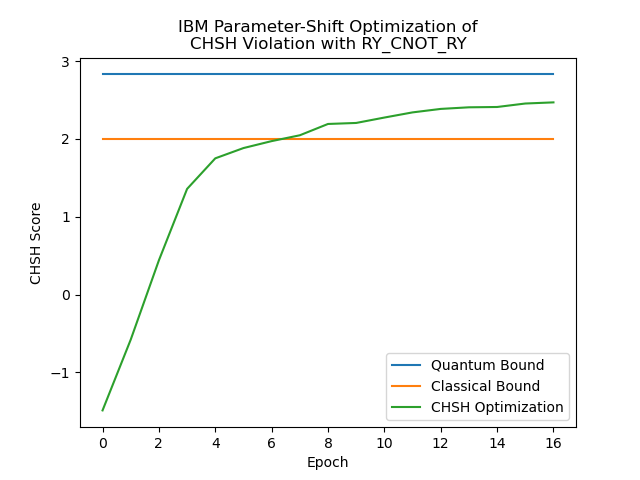 IBM Parameter-Shift Optimization of
CHSH Violation with RY_CNOT_RY
3
2
1
0
−1
CHSH Score
Quantum Bound
Classical Bound
CHSH Optimization
0 2 4 6 8 10 12 14 16
Epoch